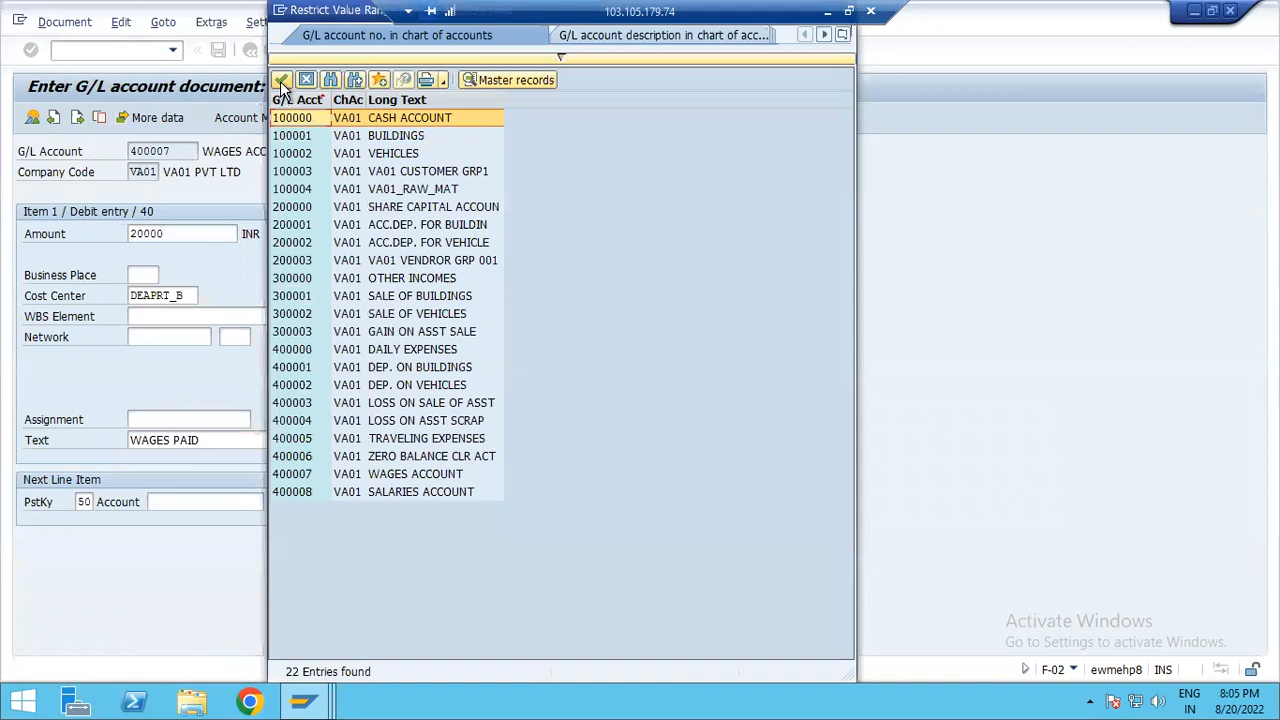 Document Edit Goto Extras
Restrict Value Ran
103.105.179.74
G/L account no. in chart of accounts
G/L account description in chart of acc...
Enter G/L account document:
Master records
More data
G/L Acct ChAc Long Text
G/L Account 400007 WAGES ACC
Company Code VA01 VA01 PVT LTD
Item 1 / Debit entry / 40
Amount 20000 INR
Business Place
Cost Center DEAPRT_B
WBS Element
Network
Assignment
Text WAGES PAID
Next Line Item
PstKy 50 Account
100000 VA01 CASH ACCOUNT
100001 VA01 BUILDINGS
100002 VA01 VEHICLES
100003 VA01 VA01 CUSTOMER GRP1
100004 VA01 VA01_RAW_MAT
200000 VA01 SHARE CAPITAL ACCOUN
200001 VA01 ACC.DEP. FOR BUILDIN
200002 VA01 ACC.DEP. FOR VEHICLE
200003 VA01 VA01 VENDROR GRP 001
300000 VA01 OTHER INCOMES
300001 VA01 SALE OF BUILDINGS
300002 VA01 SALE OF VEHICLES
300003 VA01 GAIN ON ASST SALE
400000 VA01 DAILY EXPENSES
400001 VA01 DEP. ON BUILDINGS
400002 VA01 DEP. ON VEHICLES
400003 VA01 LOSS ON SALE OF ASST
400004 VA01 LOSS ON ASST SCRAP
400005 VA01 TRAVELING EXPENSES
400006 VA01 ZERO BALANCE CLR ACT
400007 VA01 WAGES ACCOUNT
400008 VA01 SALARIES ACCOUNT
22 Entries found
Activate Windows
Go to Settings to activate Windows.
F-02 ewmehp8 INS
ENG 8:05 PM
IN 8/20/2022